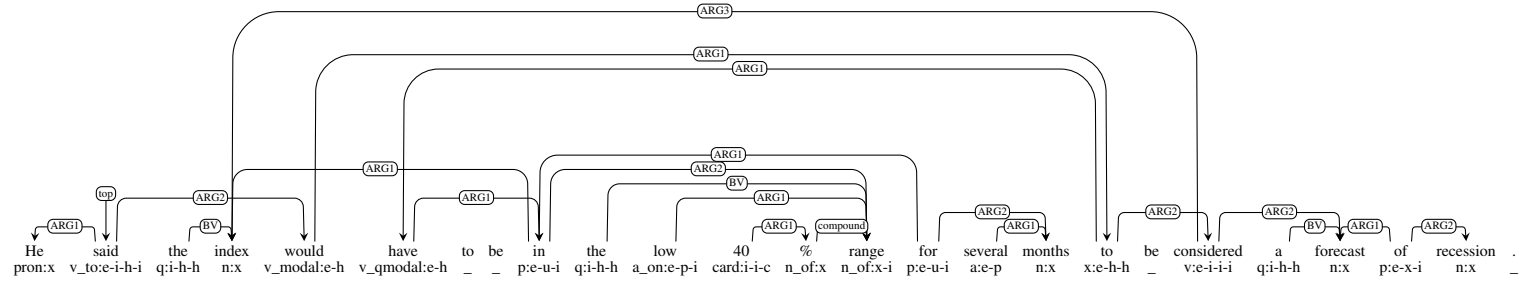 ARG3
ARG1
ARG1
ARG1
ARG1 ARG2
BV
top ARG2 ARG1 ARG1 ARG2 ARG2 ARG2
ARG1 BV ARG1 compound ARG1 BV ARG1 ARG2
He said the index would have to be in the low 40 % range for several months to be considered a forecast of recession .
pron:x v_to:e-i-h-i q:i-h-h n:x v_modal:e-h v_qmodal:e-h _ _ p:e-u-i q:i-h-h a_on:e-p-i card:i-i-c n_of:x n_of:x-i p:e-u-i a:e-p n:x x:e-h-h _ v:e-i-i-i q:i-h-h n:x p:e-x-i n:x _